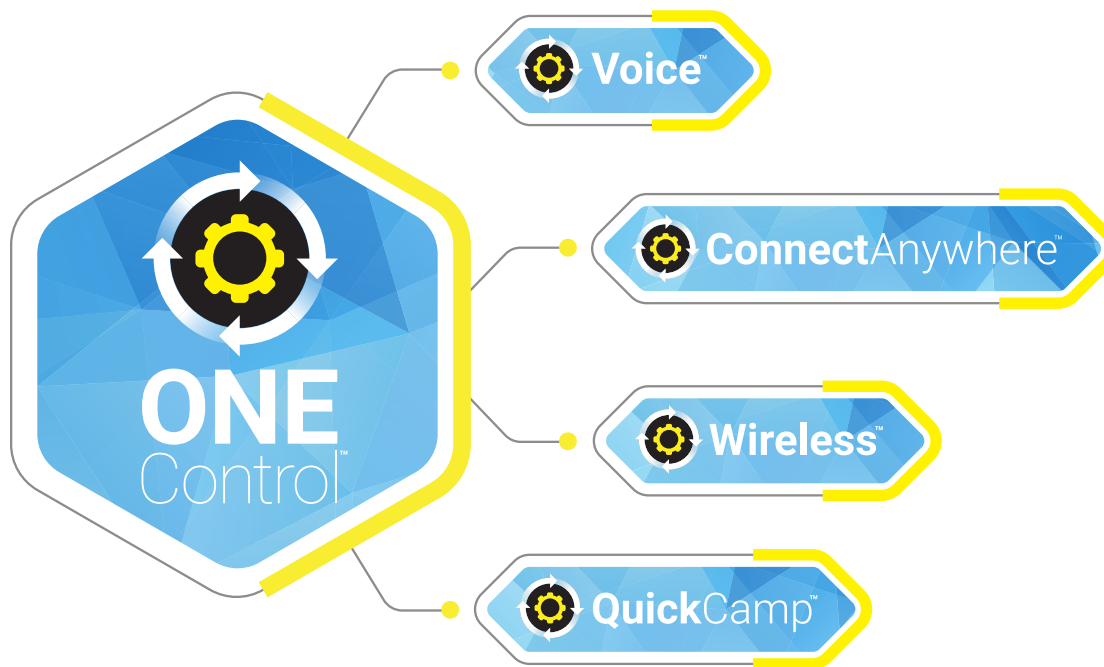 ONE
Control™
Voice™
ConnectAnywhere™
Wireless™
QuickCamp™